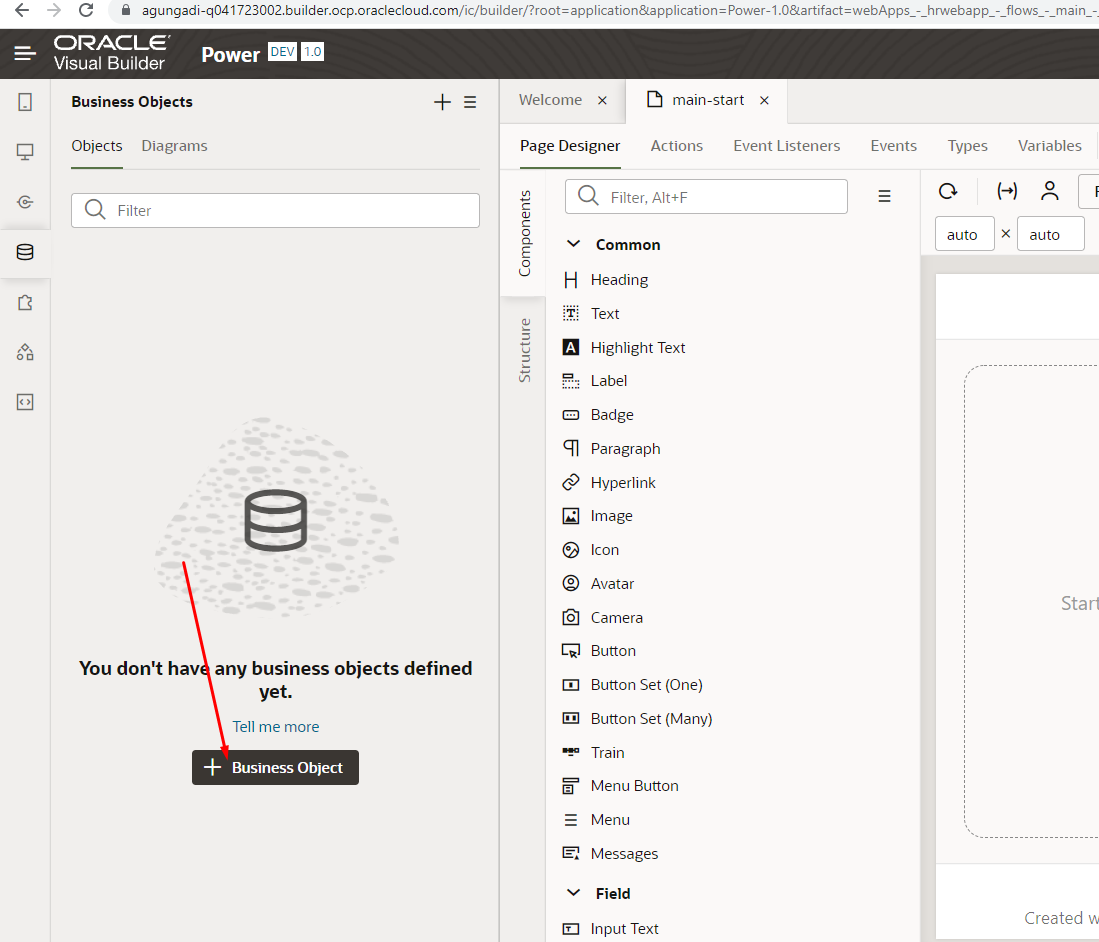 agungadi-q041723002.builder.ocp.oraclecloud.com/ic/builder/?root=application&application=Power-1.0&artifact=webApps_-_hrwebapp_-_flows_-_main_-_
ORACLE
Visual Builder
Power DEV 1.0
Business Objects
Objects Diagrams
Filter
You don't have any business objects defined
yet.
Tell me more
Business Object
Welcome
main-start
Page Designer Actions Event Listeners Events Types Variables
Components
Structure
Filter, Alt+F
Common
Heading
Text
Highlight Text
Label
Badge
Paragraph
Hyperlink
Image
Icon
Avatar
Camera
Button
Button Set (One)
Button Set (Many)
Train
Menu Button
Menu
Messages
Field
Input Text
auto × auto
Start
Created w